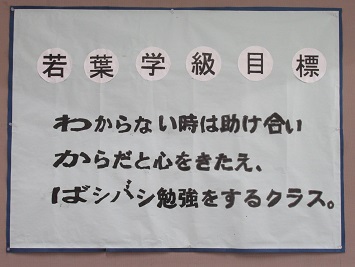 若葉学級目標
わからない時は助け合い
からだと心をきたえ、
ばシバシ勉強をするクラス。